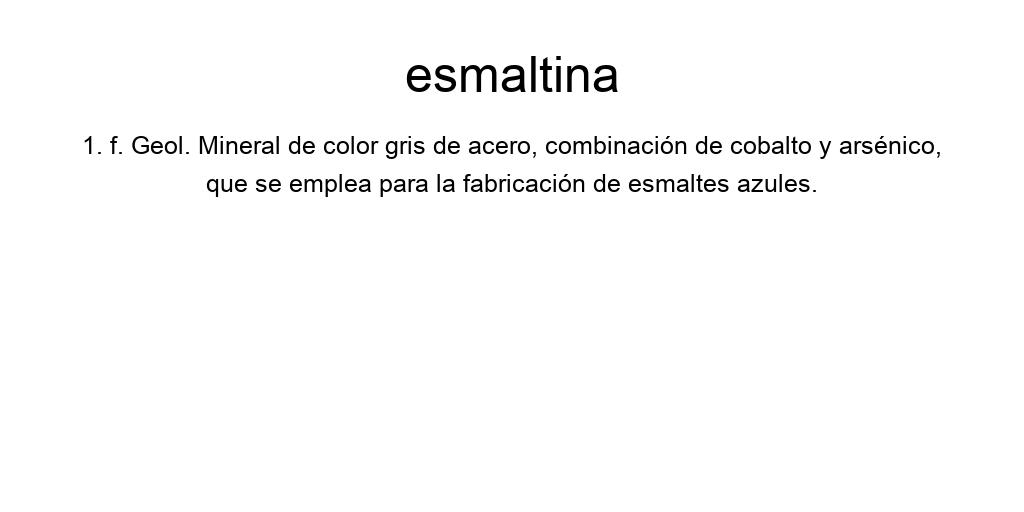 esmaltina
1. f. Geol. Mineral de color gris de acero, combinación de cobalto y arsénico,
que se emplea para la fabricación de esmaltes azules.